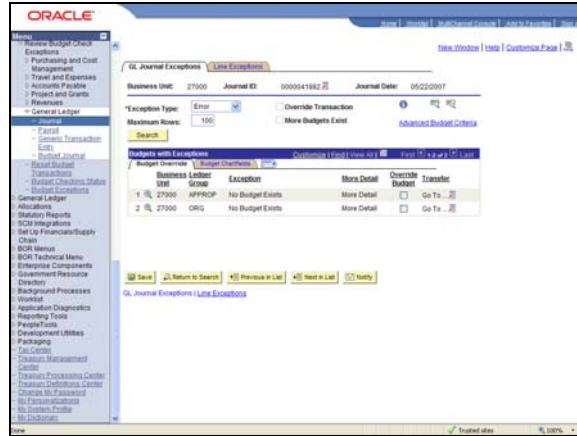 ORACLE
Home | Worklist | MultiChannel Console | Add to Favorites | Sign
Menu
Review Budget Check
Exceptions
Purchasing and Cost
Management
Travel and Expenses
Accounts Payable
Project and Grants
Revenues
General Ledger
- Journal
- Payroll
- Generic Transaction
Entry
- Budget Journal
- Reset Budget
Transactions
- Budget Checking Status
- Budget Exceptions
General Ledger
Allocations
Statutory Reports
SCM Integrations
Set Up Financials/Supply
Chain
BOR Menus
BOR Technical Menu
Enterprise Components
Government Resource
Directory
Background Processes
Worklist
Application Diagnostics
Reporting Tools
PeopleTools
Development Utilities
Packaging
- Tax Center
- Treasury Management
Center
- Treasury Processing Center
- Treasury Definitions Center
- Change My Password
- My Personalizations
- My System Profile
- My Dictionary
New Window | Help | Customize Page |
GL Journal Exceptions Line Exceptions
Business Unit: 27000 Journal ID: 0000041882 Journal Date: 05/22/2007
*Exception Type: Error Override Transaction
Maximum Rows: 100 More Budgets Exist Advanced Budget Criteria
Search
Budgets with Exceptions Customize | Find | View All | First 1-2 of 2 Last
Budget Override Budget Chartfields
Business Unit Ledger Group Exception More Detail Override Budget Transfer
1 27000 APPROP No Budget Exists More Detail Go To...
2 27000 ORG No Budget Exists More Detail Go To...
Save Return to Search Previous in List Next in List Notify
GL Journal Exceptions | Line Exceptions
Done Trusted sites 100%